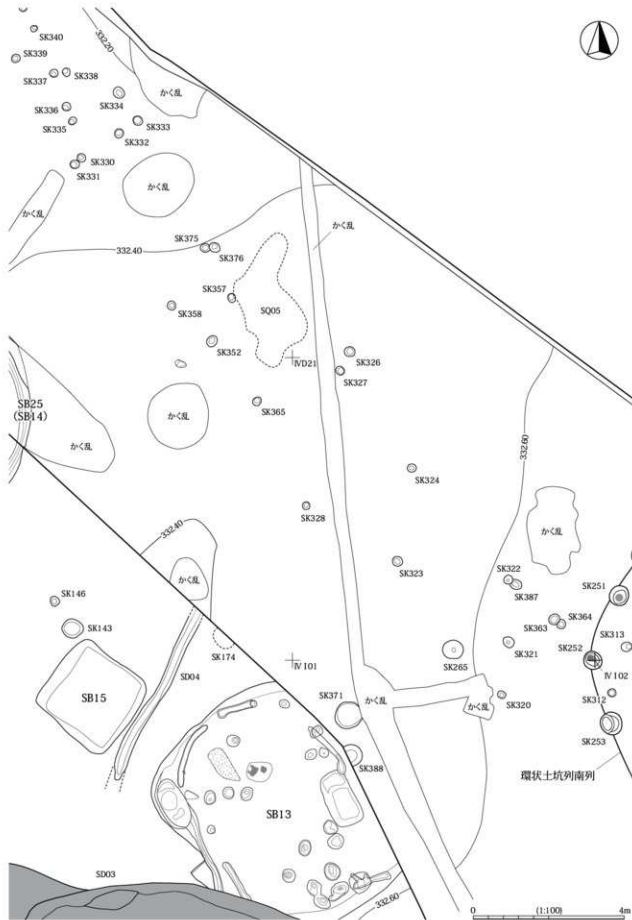 SK340
332.20
SK339
SK338
SK337
SK334
かく乱
SK336
SK333
SK335
SK332
SK330
SK331
かく乱
かく乱
SK375
SK376
332.40
SK357
SK358
SQ05
SK352
IVD21
SK326
SK327
SB25
(SB14)
かく乱
かく乱
SK365
332.60
SK324
かく乱
SK328
332.40
SK323
かく乱
SK322
SK387
SK251
SK146
SK143
かく乱
SK363
SK364
SK252
SK313
SK174
SK321
SK265
IV I01
IV I02
SD04
SB15
SK371
かく乱
かく乱
SK320
SK312
SK253
SK388
SB13
環状土坑列南列
SD03
332.60
0
(1:100)
4m